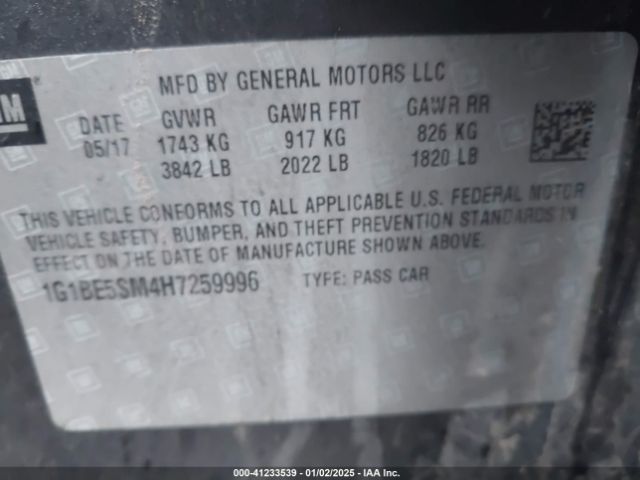 GM
MFD BY GENERAL MOTORS LLC
DATE GVWR GAWR FRT GAWR RR
05/17 1743 KG 917 KG 826 KG
3842 LB 2022 LB 1820 LB
THIS VEHICLE CONFORMS TO ALL APPLICABLE U.S. FEDERAL MOTOR
VEHICLE SAFETY, BUMPER, AND THEFT PREVENTION STANDARDS IN
EFFECT ON THE DATE OF MANUFACTURE SHOWN ABOVE.
1G1BE5SM4H7259996 TYPE: PASS CAR
000-41233539 - 01/02/2025 - IAA Inc.